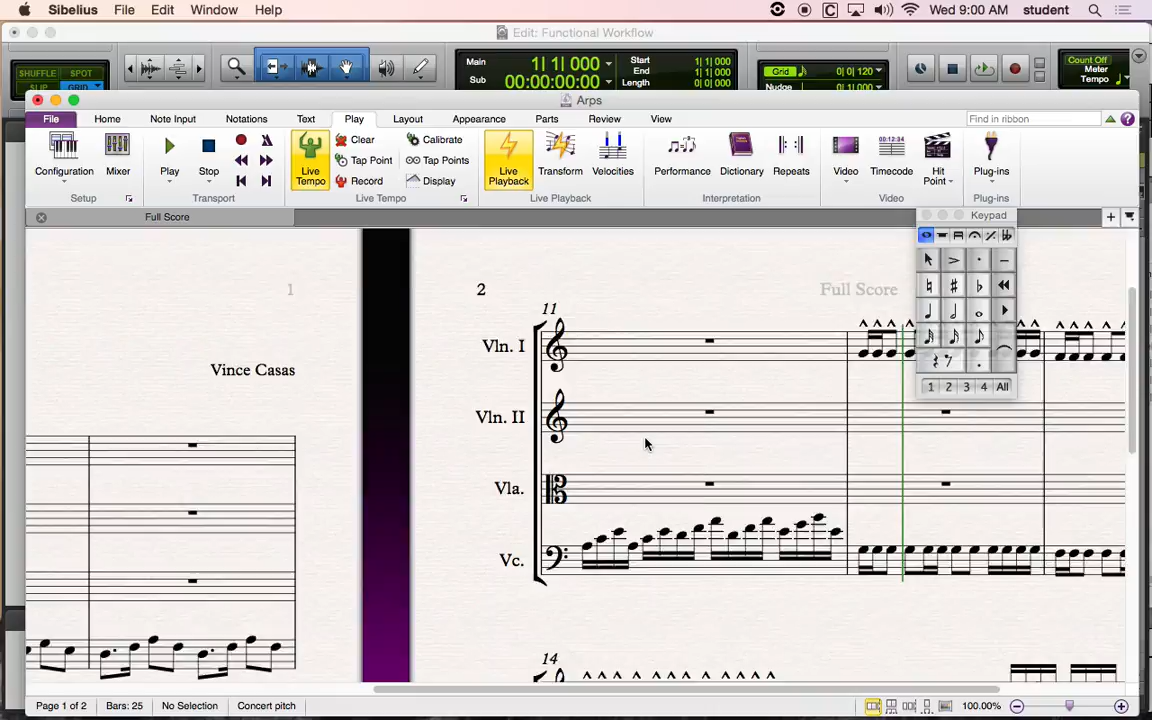 Sibelius File Edit Window Help Wed 9:00 AM student
Edit: Functional Workflow
SHUFFLE SPOT
SLIP GRID
Main 1| 1| 000
Sub 00:00:00:00
Start 1| 1| 000
End 1| 1| 000
Length 0| 0| 000
Grid 0| 0| 120
Nudge
Count Off
Meter
Tempo
Arps
File Home Note Input Notations Text Play Layout Appearance Parts Review View Find in ribbon
Configuration Mixer Play Stop
Live Tempo
Clear
Tap Point
Record
Calibrate
Tap Points
Display
Live Playback
Transform Velocities Performance Dictionary Repeats Video Timecode
Hit Point
Plug-ins
Setup Transport Live Tempo Live Playback Interpretation Video Plug-ins
Full Score
Keypad
1 2 3 4 All
1
Vince Casas
2
Full Score
11
Vln. I
Vln. II
Vla.
Vc.
14
Page 1 of 2 Bars: 25 No Selection Concert pitch 100.00%